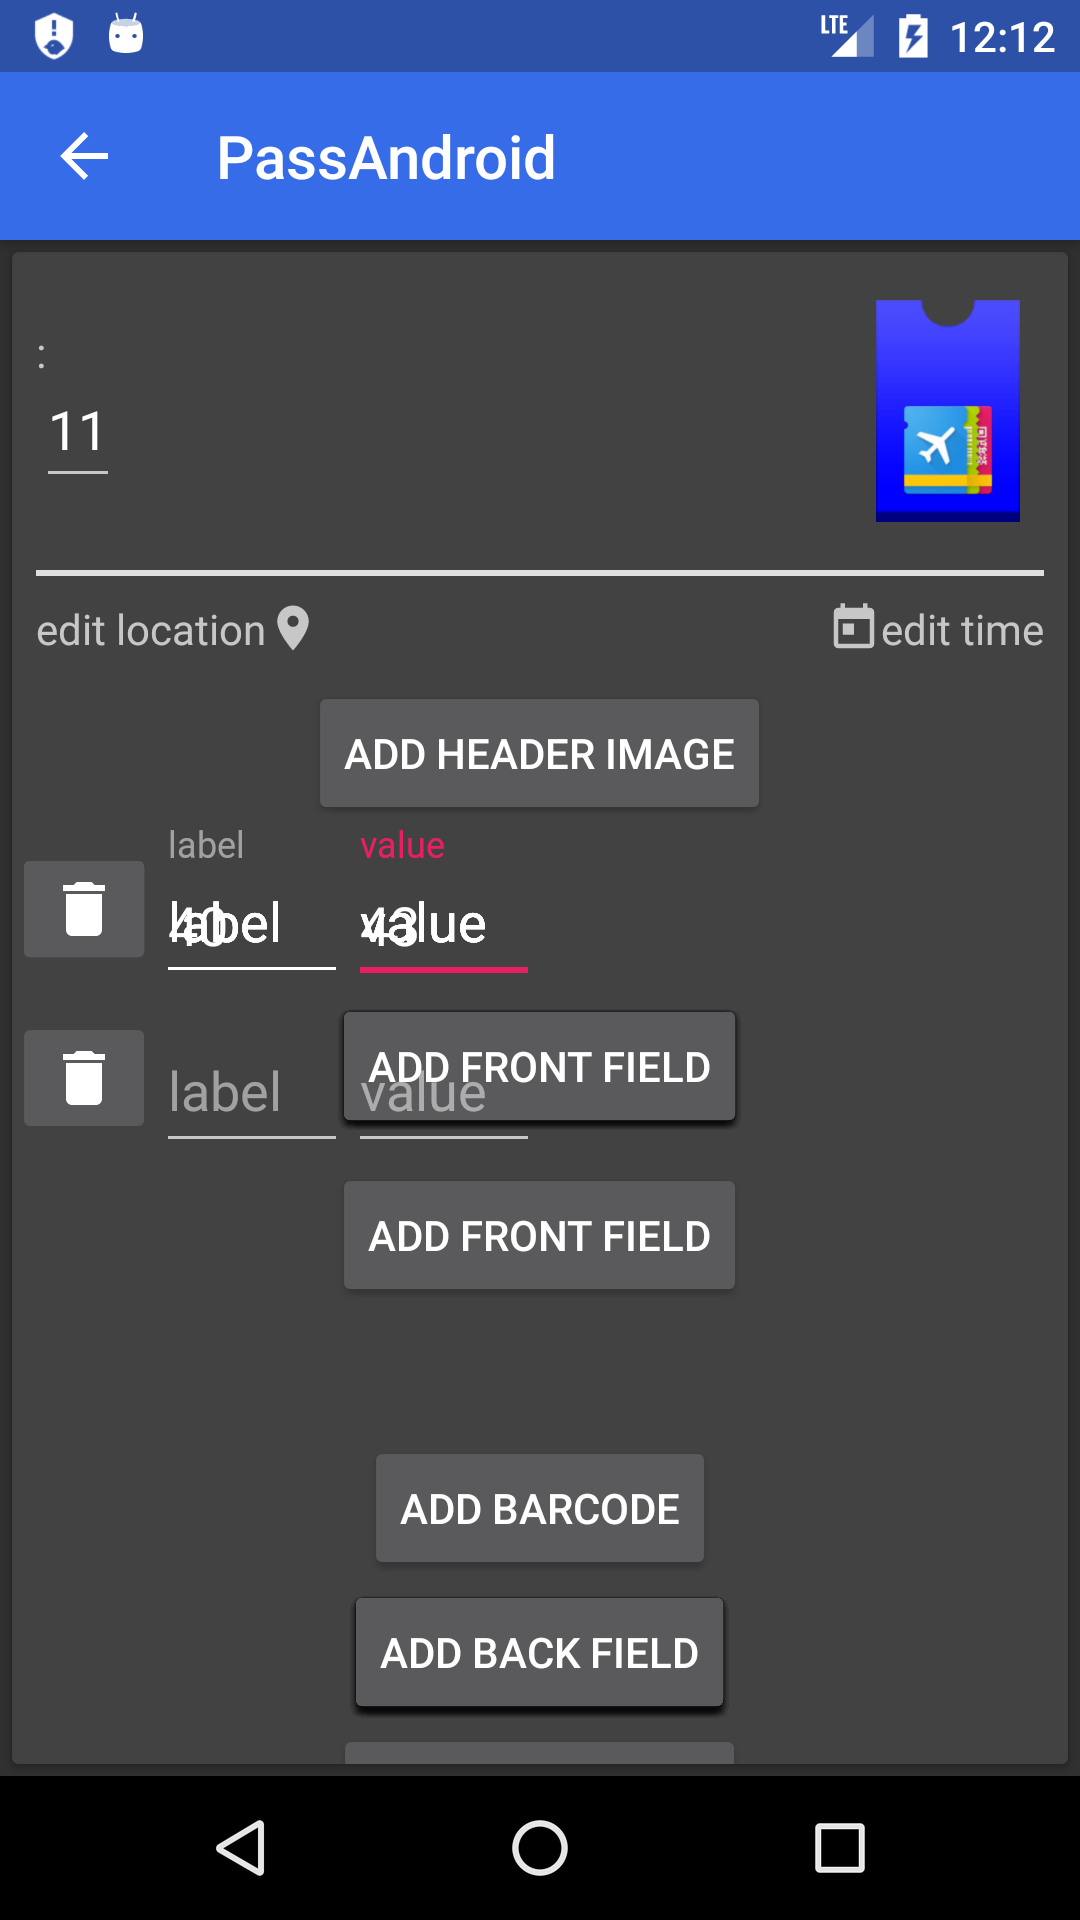 LTE 12:12
PassAndroid
:
11
edit location edit time
ADD HEADER IMAGE
label value
label value
40 43
ADD FRONT FIELD
label value
ADD FRONT FIELD
ADD BARCODE
ADD BACK FIELD